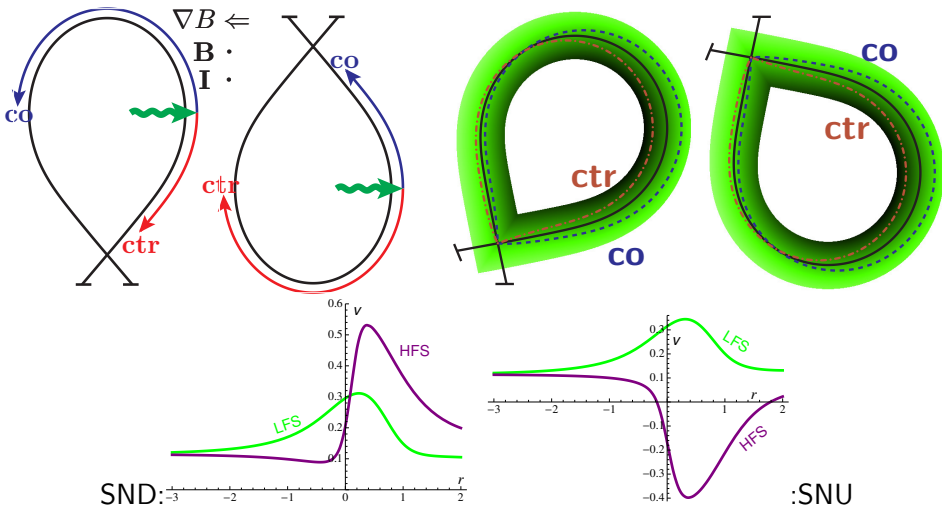 ∇B ⇐
B ·
I ·
co
ctr
co
ctr
co
ctr
co
ctr
0.6
v
0.5
0.4
0.3
0.2
0.1
HFS
LFS
r
-3
-2
-1
0
1
2
SND:
0.3
v
0.2
0.1
LFS
r
-3
-2
-1
1
2
-0.1
-0.2
-0.3
-0.4
HFS
:SNU